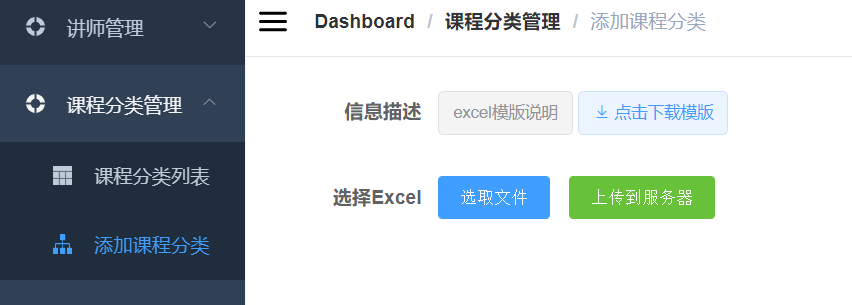 讲师管理
Dashboard / 课程分类管理 / 添加课程分类
课程分类管理
信息描述 excel模版说明 点击下载模版
课程分类列表
选择Excel 选取文件 上传到服务器
添加课程分类